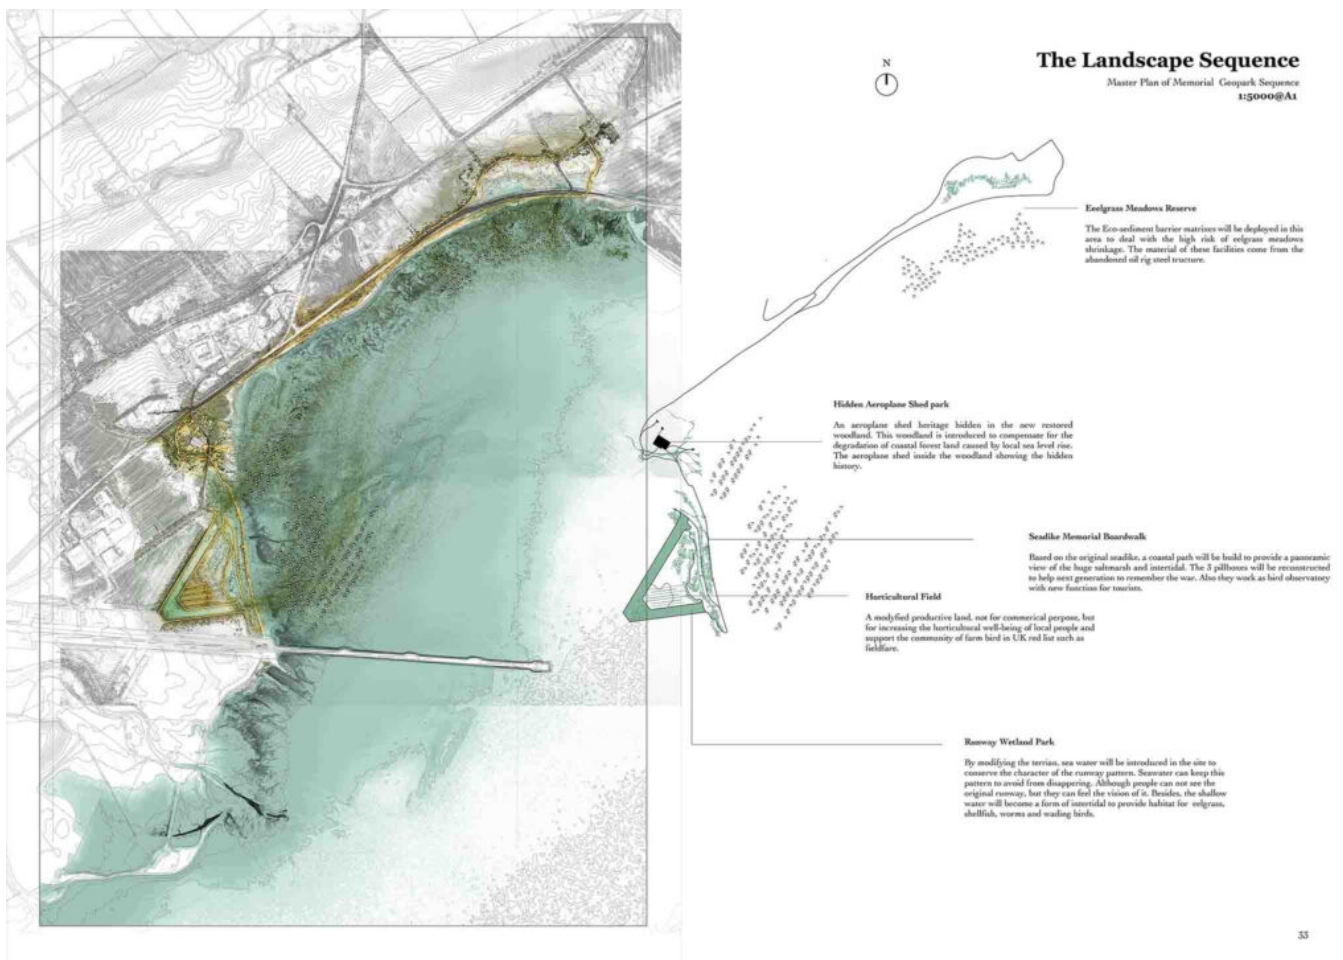 N
The Landscape Sequence
Master Plan of Memorial Geopark Sequence
1:5000@A1
Eeelgrass Meadows Reserve
The Eco-sediment barrier matrixes will be deployed in this
area to deal with the high risk of eelgrass meadows
shrinkage. The material of these facilities come from the
abandoned oil rig steel tructure.
Hidden Aeroplane Shed park
An aeroplane shed heritage hidden in the new restored
woodland. This woodland is introduced to compensate for the
degradation of coastal forest land caused by local sea level rise.
The aeroplane shed inside the woodland showing the hidden
history.
Seadike Memorial Boardwalk
Based on the original seadike, a coastal path will be build to provide a panoramic
view of the huge saltmarsh and intertidal. The 3 pillboxes will be reconstructed
to help next generation to remember the war. Also they work as bird observatory
with new function for tourists.
Horticultural Field
A modyfied productive land, not for commerical perpose, but
for increasing the horticultural well-being of local people and
support the community of farm bird in UK red list such as
fieldfare.
Runway Wetland Park
By modifying the terrian, sea water will be introduced in the site to
conserve the character of the runway pattern. Seawater can keep this
pattern to avoid from disappering. Although people can not see the
original runway, but they can feel the vision of it. Besides, the shallow
water will become a form of intertidal to provide habitat for eelgrass,
shellfish, worms and wading birds.
33